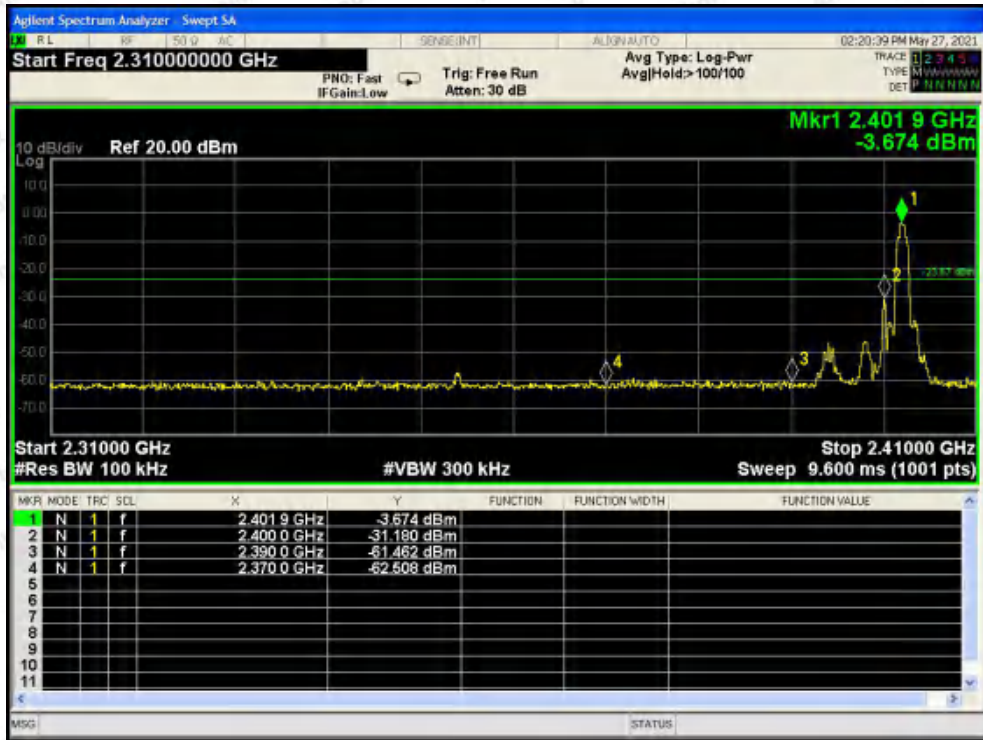 Agilent Spectrum Analyzer - Swept SA
LXI RL RF 50 Ω AC SENSE:INT ALIGN AUTO 02:20:39 PM May 27, 2021
Start Freq 2.310000000 GHz
PNO: Fast
IFGain:Low
Trig: Free Run
Atten: 30 dB
Avg Type: Log-Pwr
Avg|Hold:> 100/100
TRACE 1 2 3 4 5 6
TYPE M
DET P N N N N N
Mkr1 2.401 9 GHz
-3.674 dBm
10 dB/div
Log
Ref 20.00 dBm
10.0
0.00
-10.0
-20.0
-30.0
-40.0
-50.0
-60.0
-70.0
1
2
-23.67 dBm
3
4
Start 2.31000 GHz
Stop 2.41000 GHz
#Res BW 100 kHz
#VBW 300 kHz
Sweep 9.600 ms (1001 pts)
MKR MODE TRC SCL X Y FUNCTION FUNCTION WIDTH FUNCTION VALUE
1 N 1 f 2.401 9 GHz -3.674 dBm
2 N 1 f 2.400 0 GHz -31.180 dBm
3 N 1 f 2.390 0 GHz -61.462 dBm
4 N 1 f 2.370 0 GHz -62.508 dBm
5
6
7
8
9
10
11
MSG STATUS